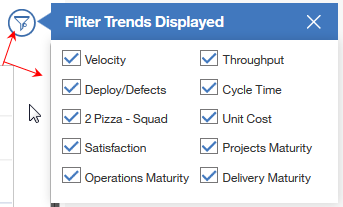 Filter Trends Displayed
Velocity
Throughput
Deploy/Defects
Cycle Time
2 Pizza - Squad
Unit Cost
Satisfaction
Projects Maturity
Operations Maturity
Delivery Maturity